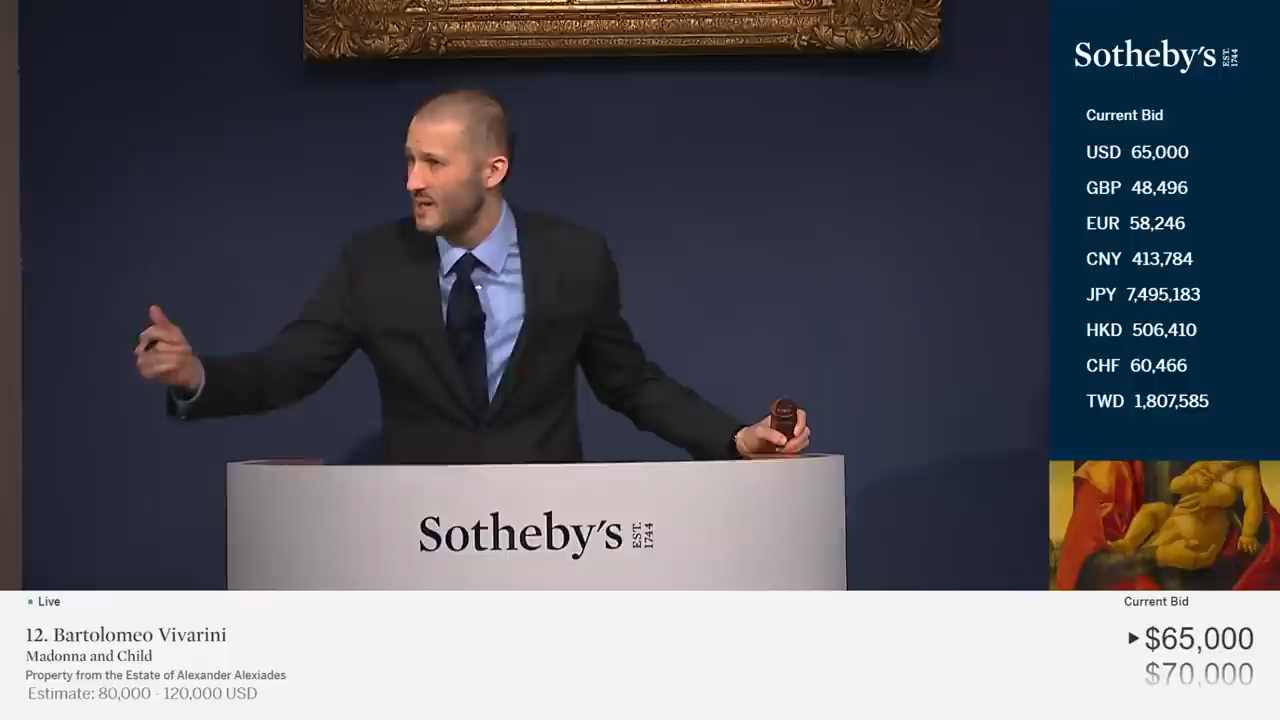 Sotheby's EST. 1744
Current Bid
USD 65,000
GBP 48,496
EUR 58,246
CNY 413,784
JPY 7,495,183
HKD 506,410
CHF 60,466
TWD 1,807,585
Sotheby's EST. 1744
Live
12. Bartolomeo Vivarini
Madonna and Child
Property from the Estate of Alexander Alexiades
Estimate: 80,000 - 120,000 USD
Current Bid
$65,000
$70,000